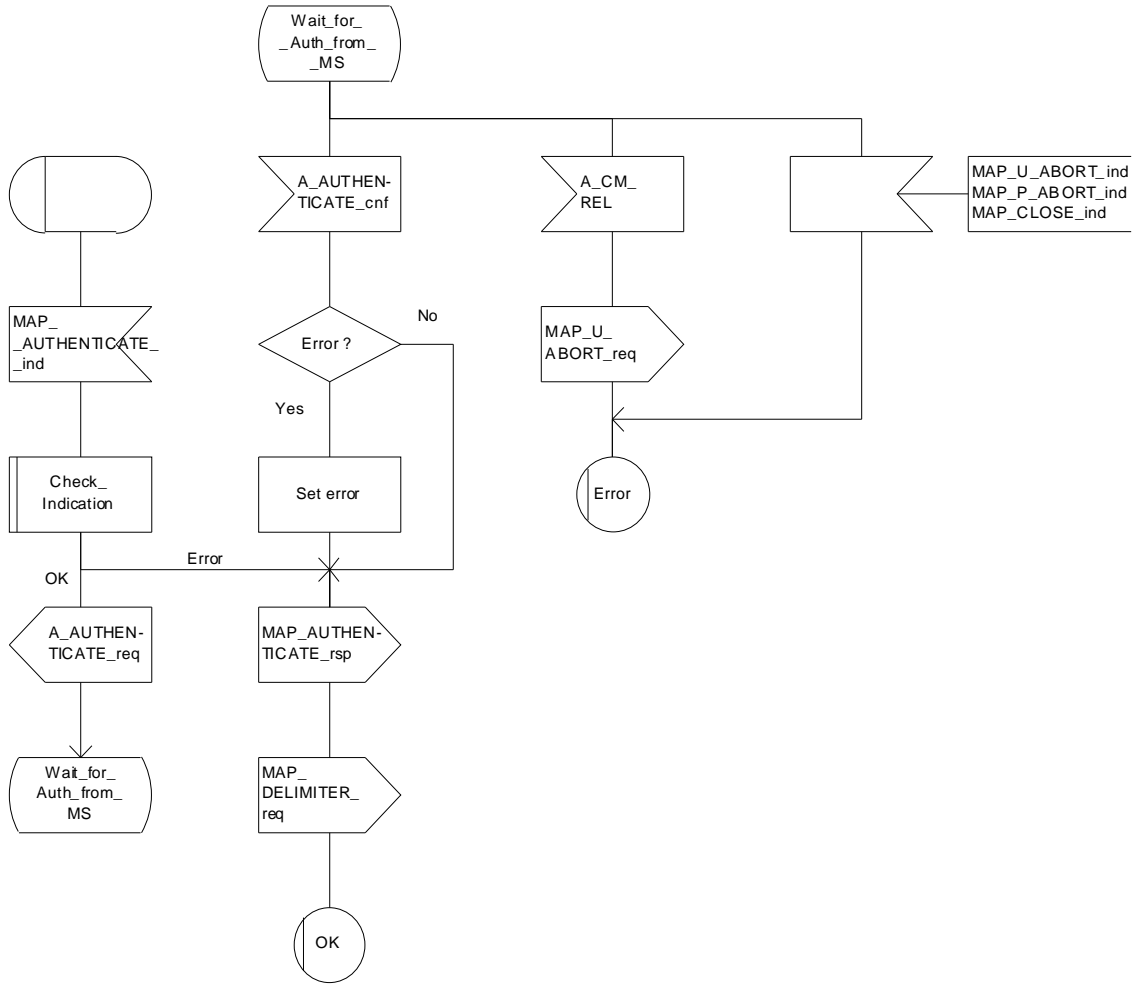 Wait_for_
_Auth_from_
_MS
A_AUTHEN-
TICATE_cnf
A_CM_
REL
MAP_U_ABORT_ind
MAP_P_ABORT_ind
MAP_CLOSE_ind
MAP_
_AUTHENTICATE_
_ind
Error ?
No
Yes
MAP_U_
ABORT_req
Check_
Indication
Set error
Error
Error
OK
A_AUTHEN-
TICATE_req
MAP_AUTHEN-
TICATE_rsp
Wait_for_
Auth_from_
MS
MAP_
DELIMITER_
req
OK